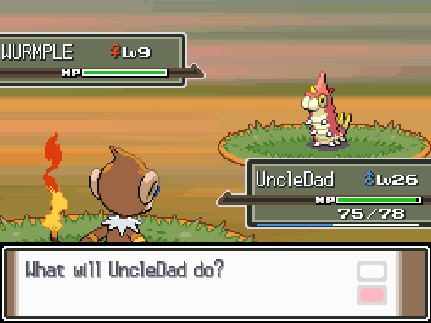 WURMPLE ♀Lv9
HP
UncleDad ♂Lv26
HP
75/78
What will UncleDad do?